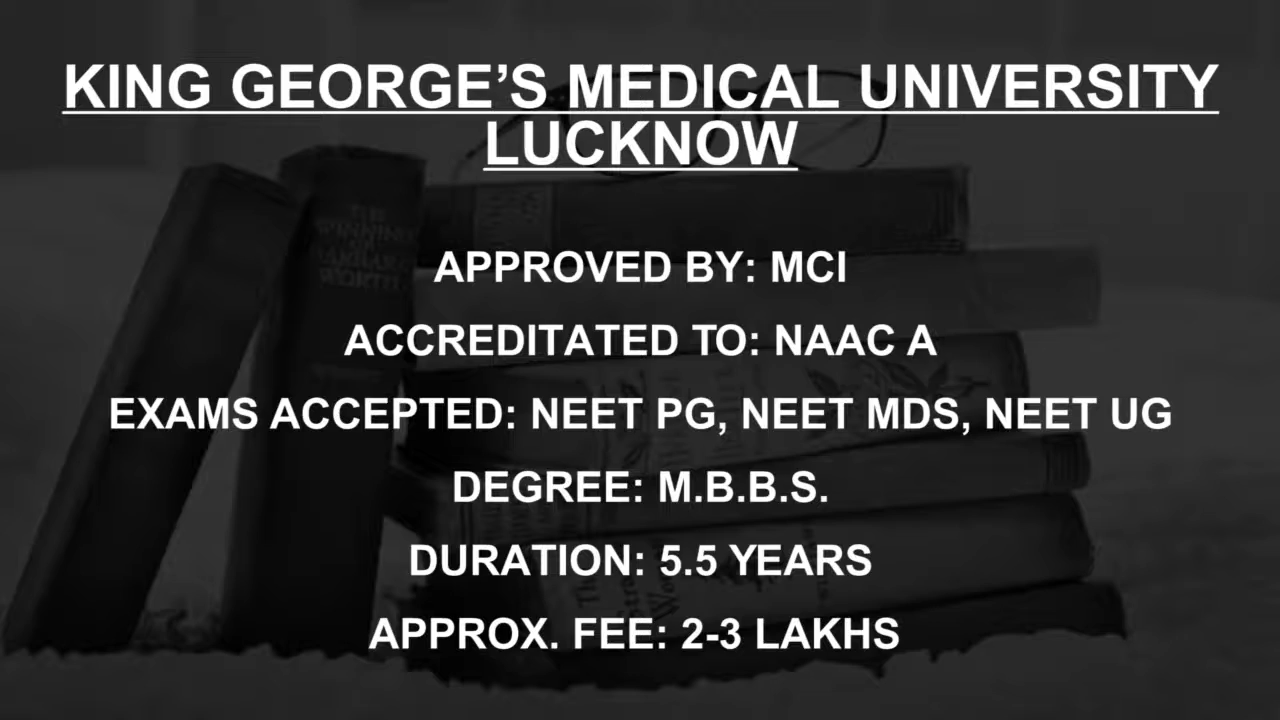 KING GEORGE’S MEDICAL UNIVERSITY
LUCKNOW
APPROVED BY: MCI
ACCREDITATED TO: NAAC A
EXAMS ACCEPTED: NEET PG, NEET MDS, NEET UG
DEGREE: M.B.B.S.
DURATION: 5.5 YEARS
APPROX. FEE: 2-3 LAKHS